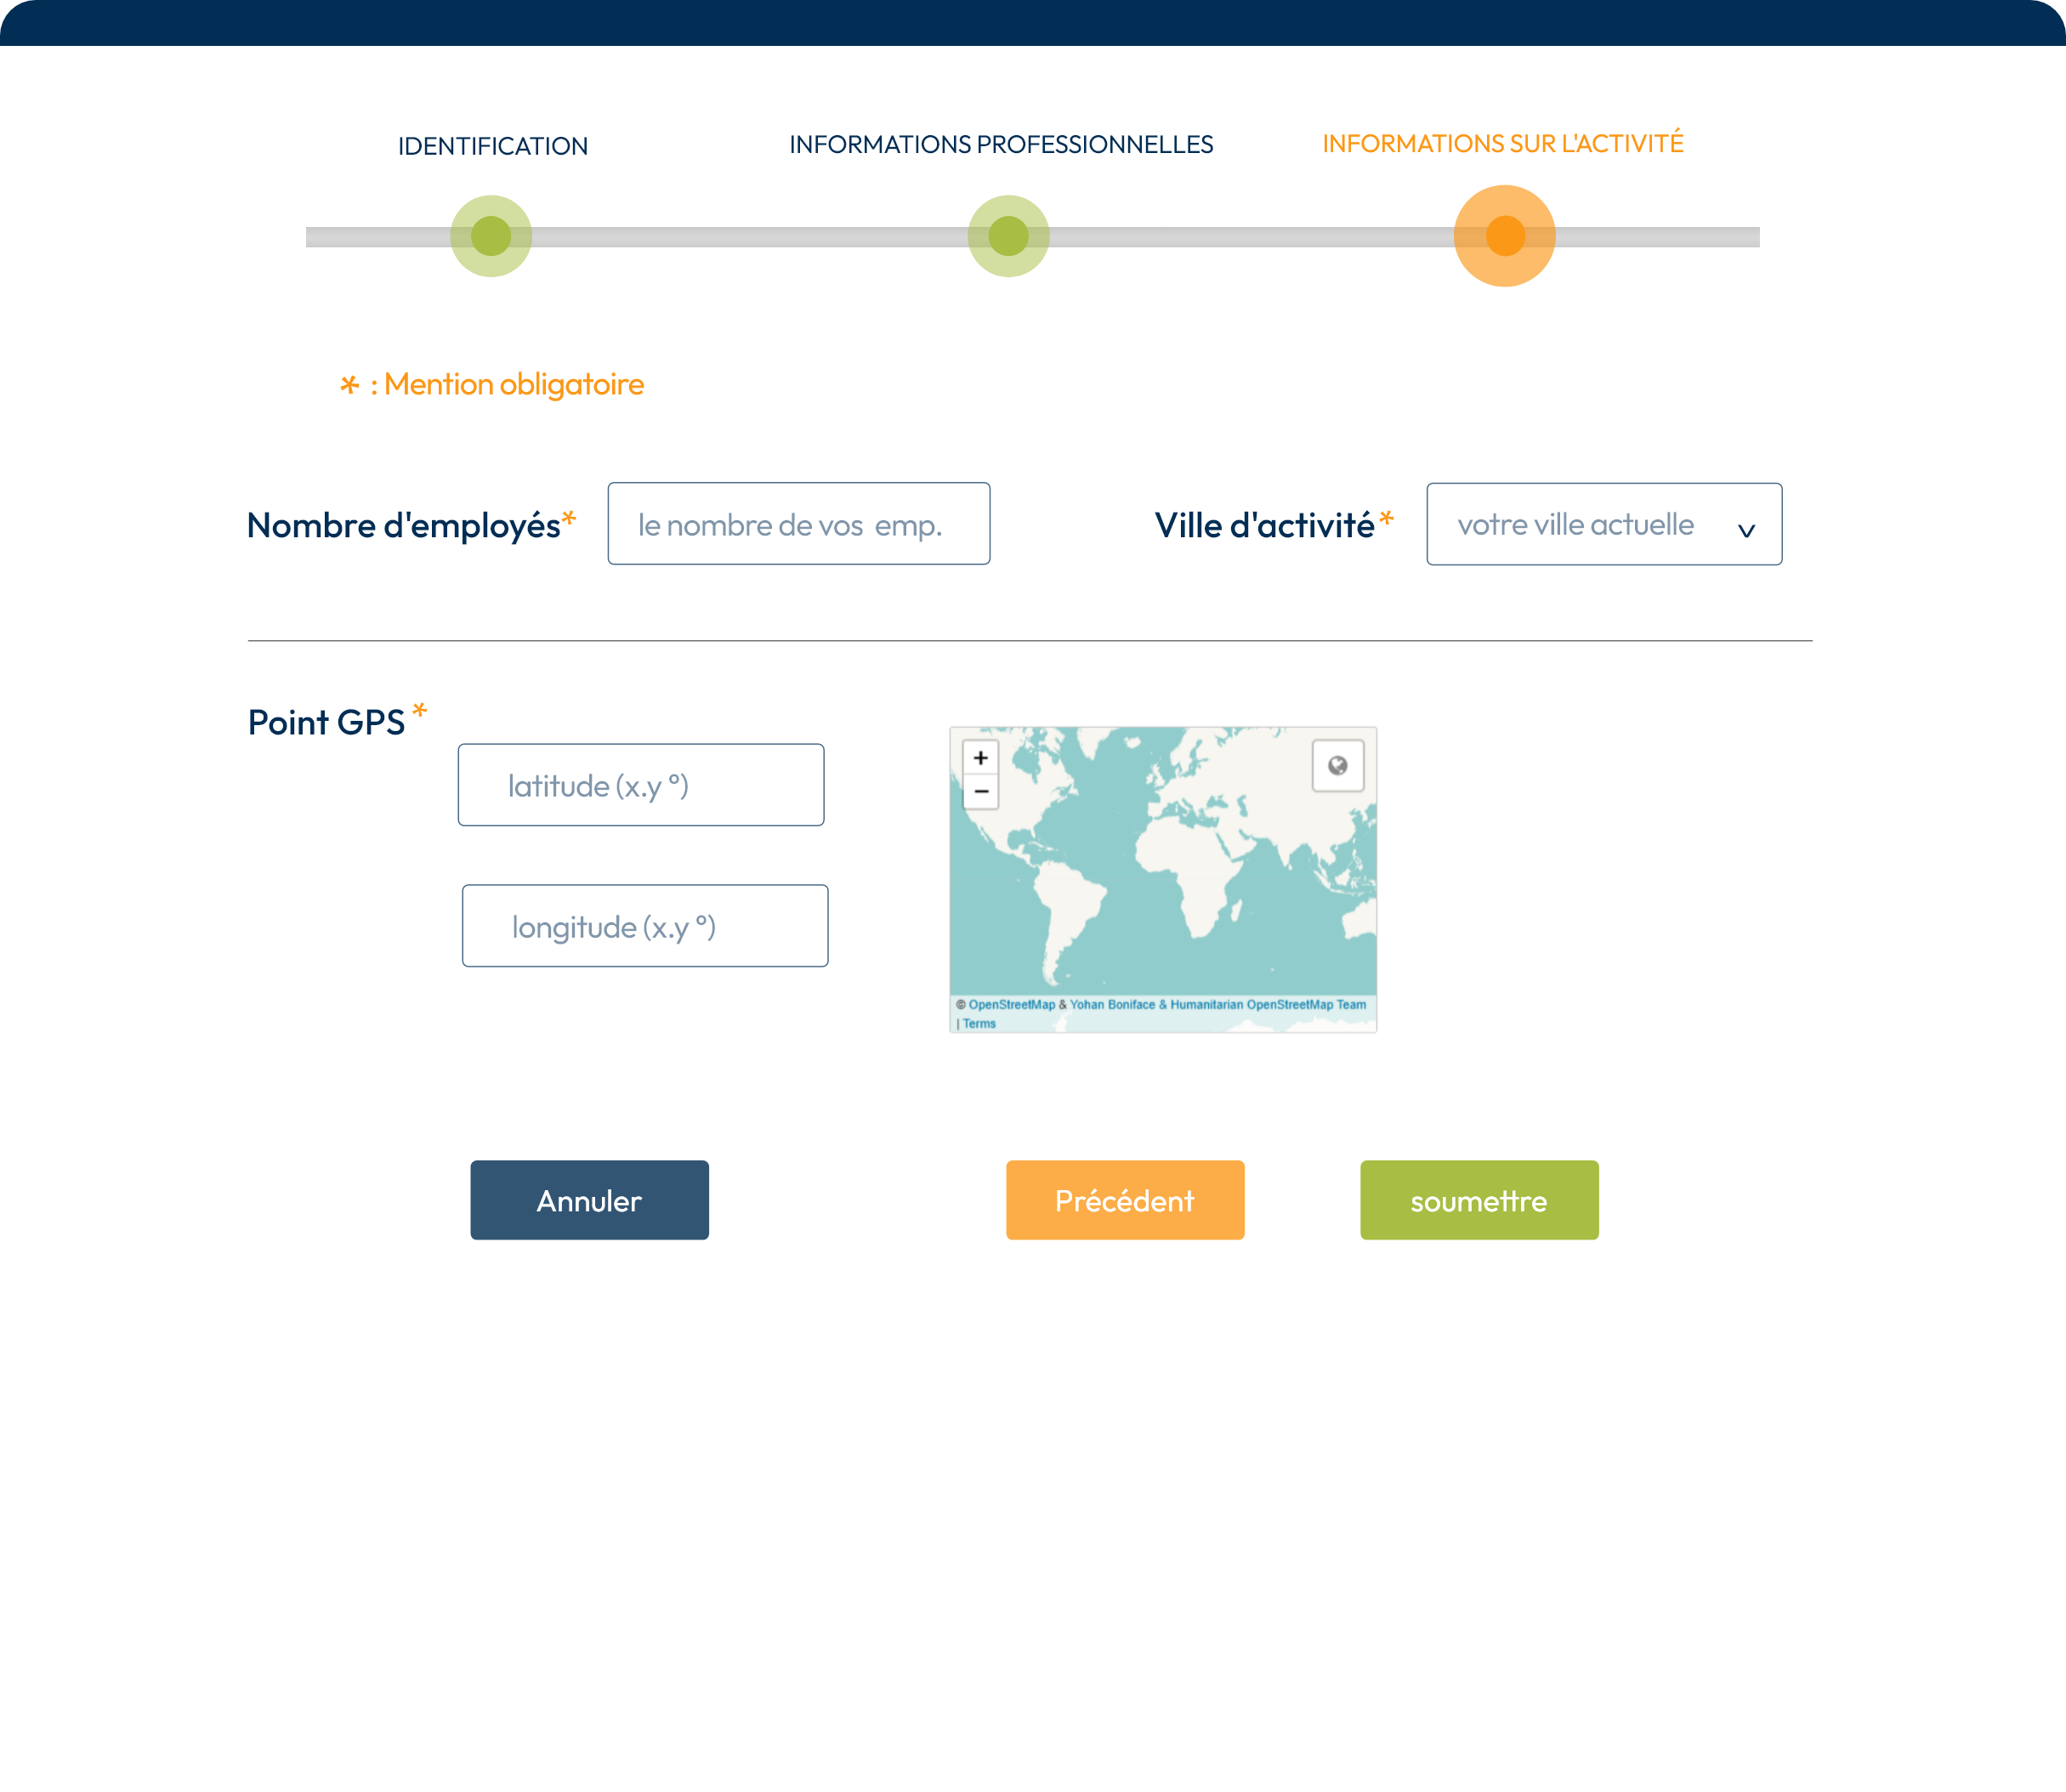 IDENTIFICATION
INFORMATIONS PROFESSIONNELLES
INFORMATIONS SUR L'ACTIVITÉ
* : Mention obligatoire
Nombre d'employés*
le nombre de vos emp.
Ville d'activité*
votre ville actuelle
Point GPS *
latitude (x.y °)
longitude (x.y °)
+
−
© OpenStreetMap & Yohan Boniface & Humanitarian OpenStreetMap Team
| Terms
Annuler
Précédent
soumettre